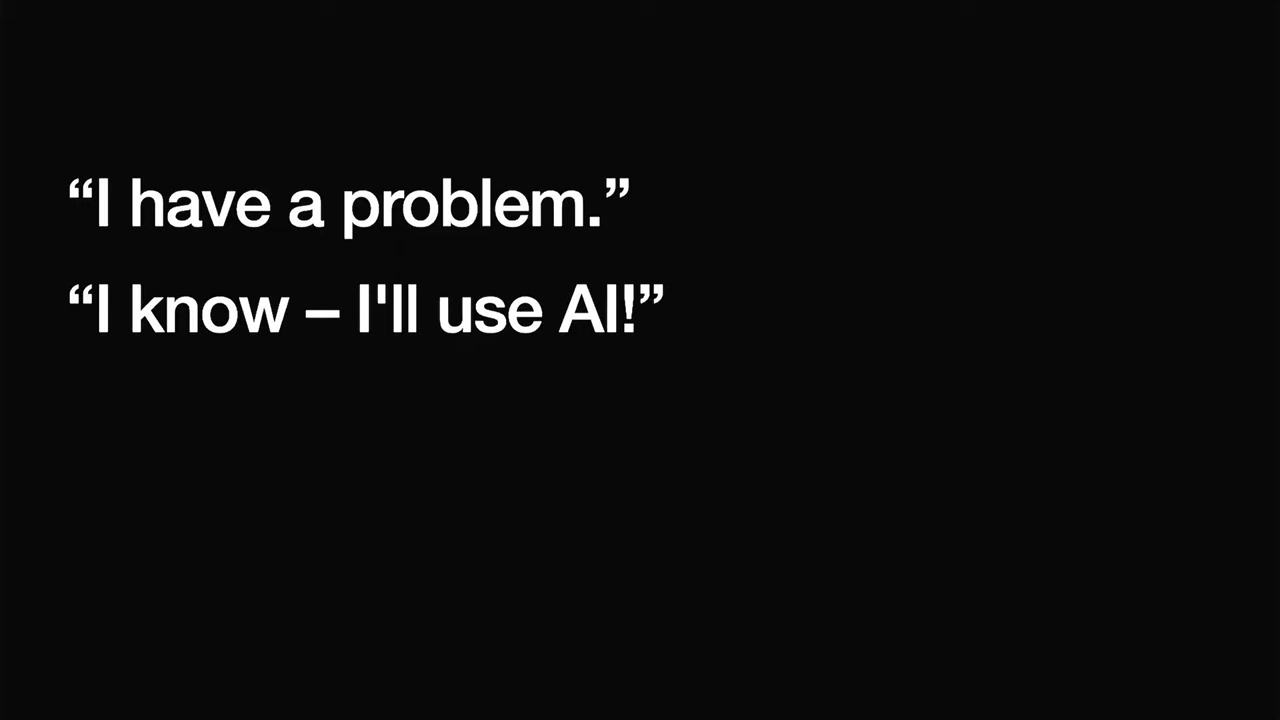 “I have a problem.”
“I know – I'll use AI!”